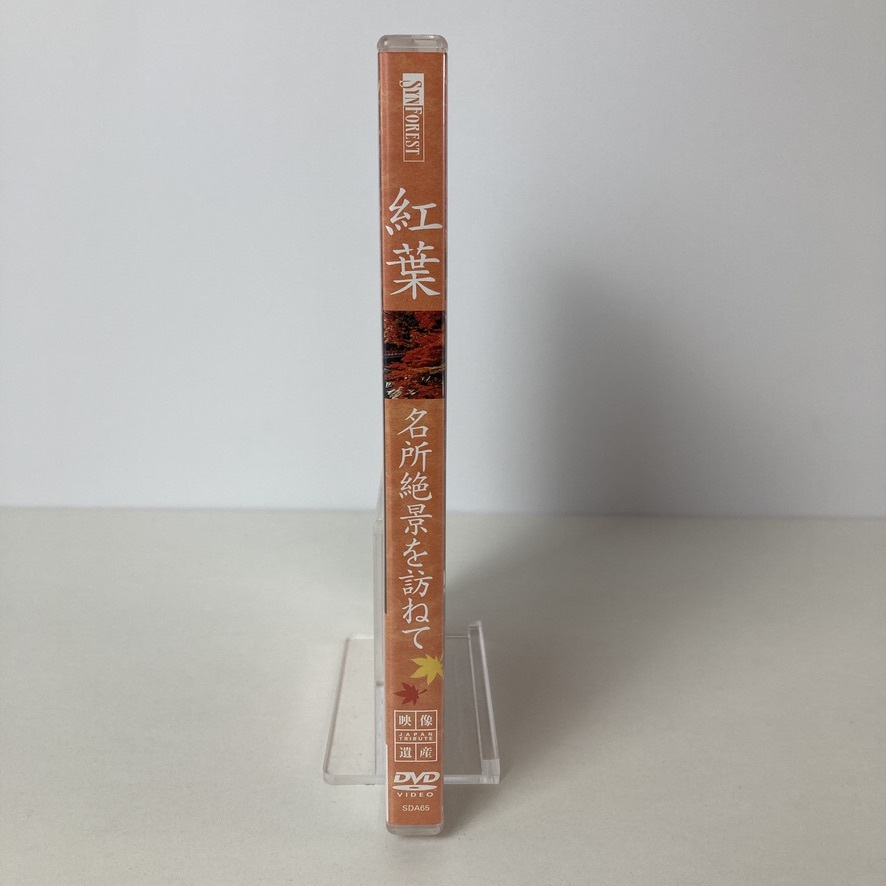 SYNFOREST
紅葉
名所絶景を訪ねて
映像
JAPAN
TRIBUTE
遺産
DVD
VIDEO
SDA65